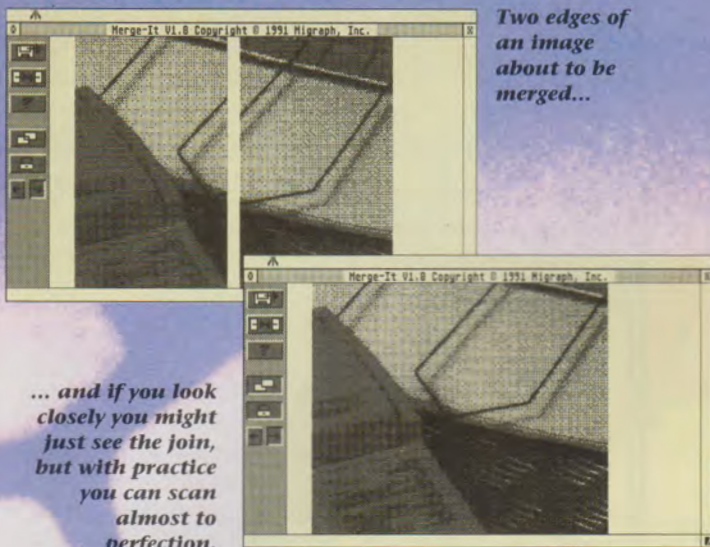 Merge-It V1.8 Copyright © 1991 Migraph, Inc.
Two edges of
an image
about to be
merged...
Merge-It V1.8 Copyright © 1991 Migraph, Inc.
... and if you look
closely you might
just see the join,
but with practice
you can scan
almost to
perfection.